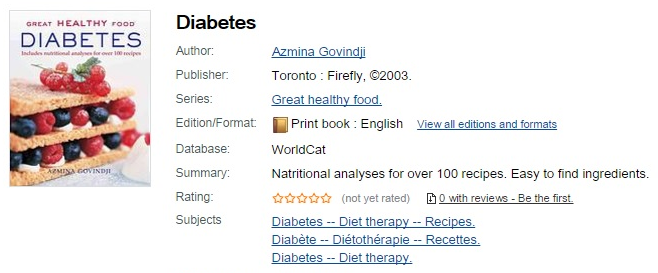 GREAT HEALTHY FOOD
DIABETES
Includes nutritional analyses for over 100 recipes
AZMINA GOVINDJI
Diabetes
Author: Azmina Govindji
Publisher: Toronto : Firefly, ©2003.
Series: Great healthy food.
Edition/Format: Print book : English View all editions and formats
Database: WorldCat
Summary: Natritional analyses for over 100 recipes. Easy to find ingredients.
Rating: (not yet rated) 0 with reviews - Be the first.
Subjects Diabetes -- Diet therapy -- Recipes.
Diabète -- Diétothérapie -- Recettes.
Diabetes -- Diet therapy.